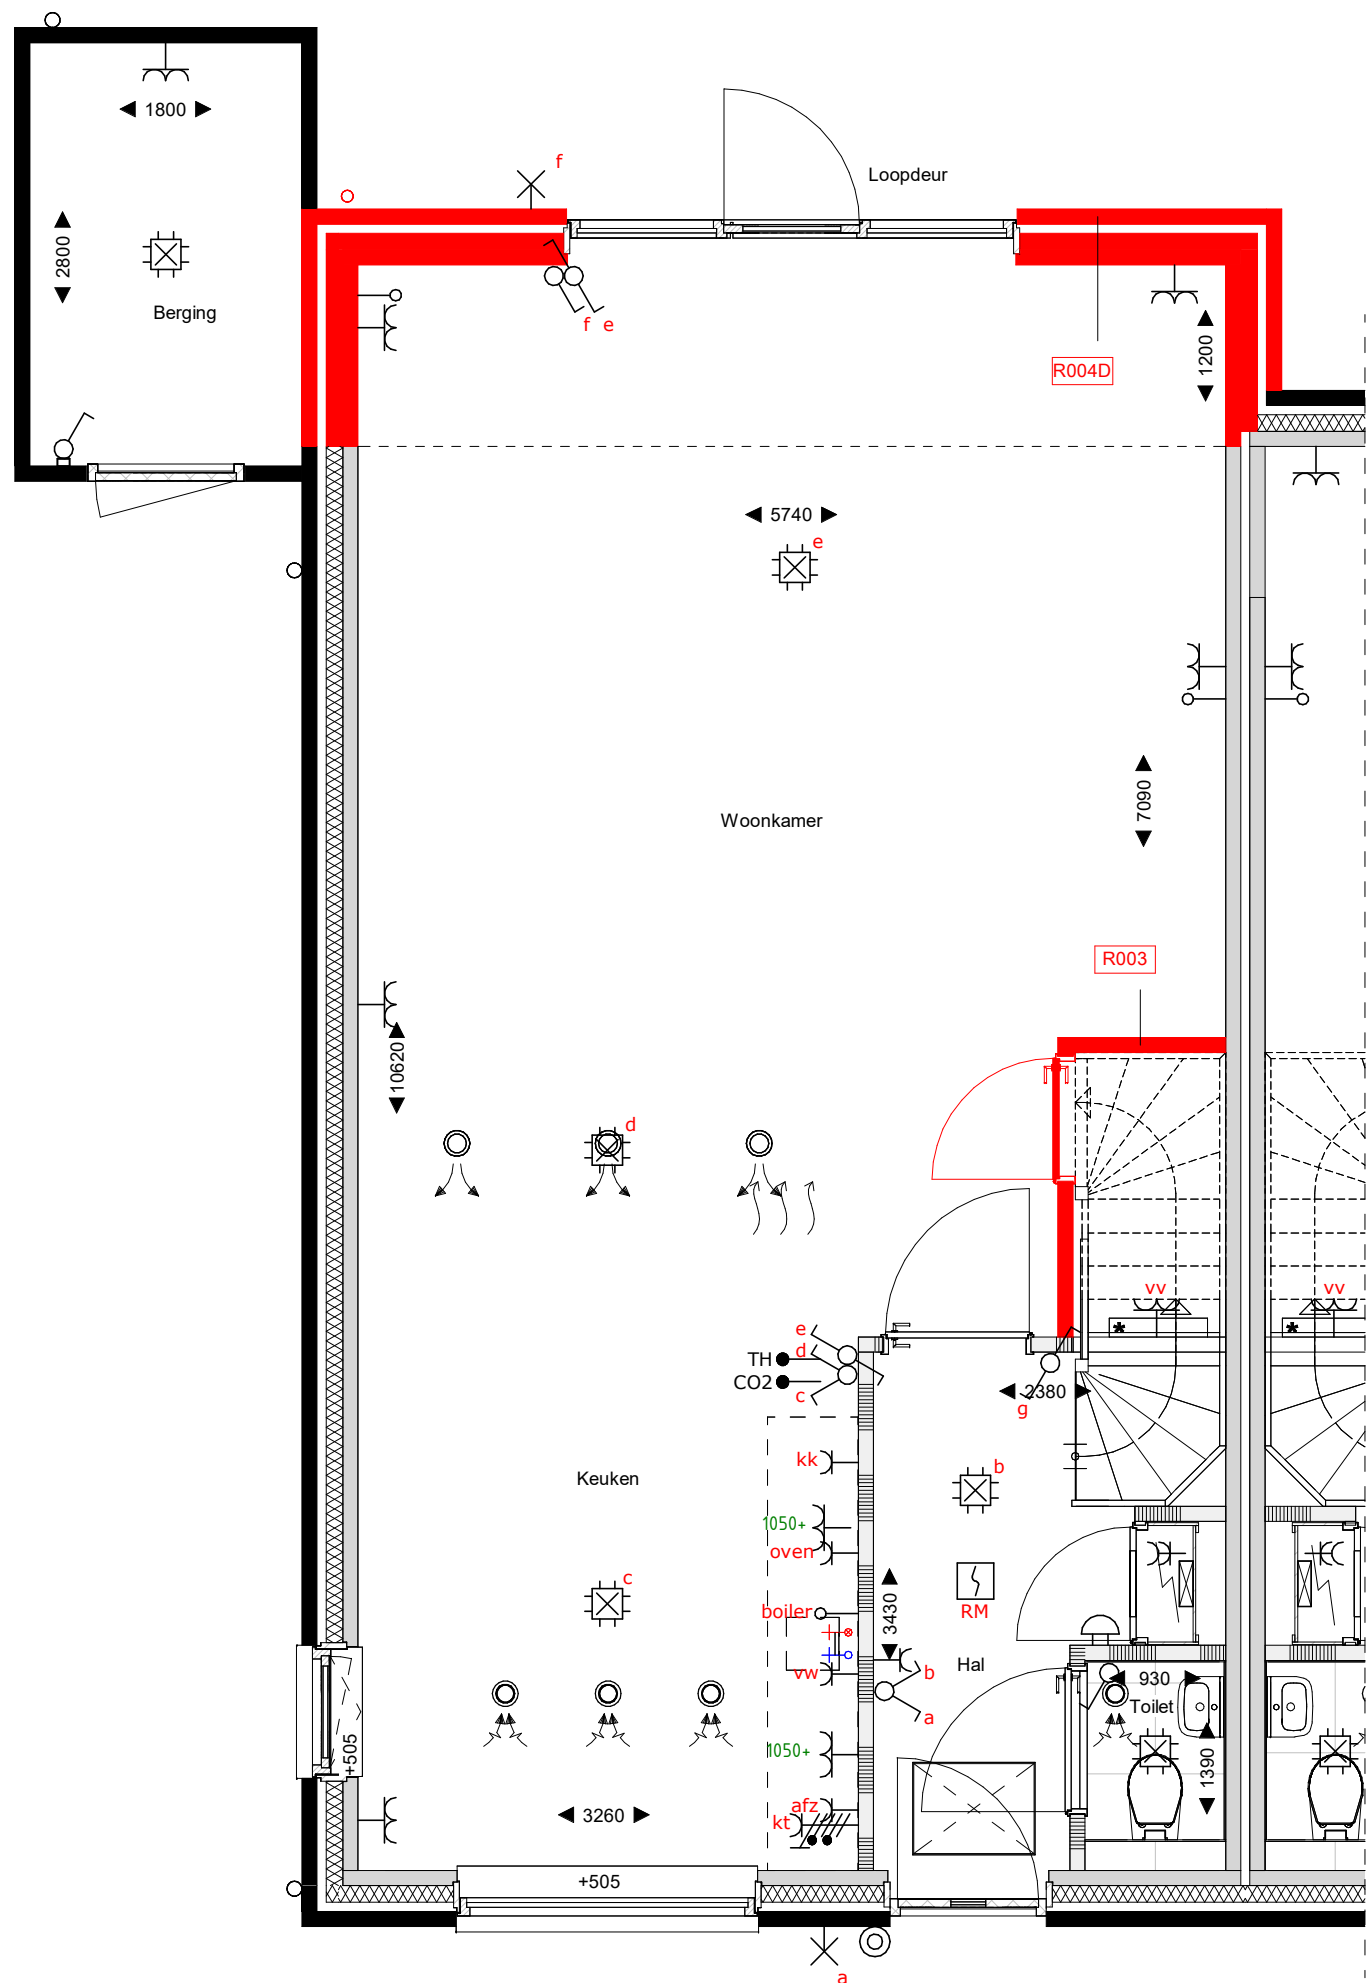 1800
f
Loopdeur
2800
Berging
f e
1200
R004D
5740
e
7090
Woonkamer
R003
10620
d
vv
vv
*
*
e
TH
d
CO2
c
2380
g
kk
b
Keuken
1050+
oven
c
boiler
RM
3430
vw
b
Hal
930
Toilet
a
1050+
+505
1390
afz
3260
kt
+505
a